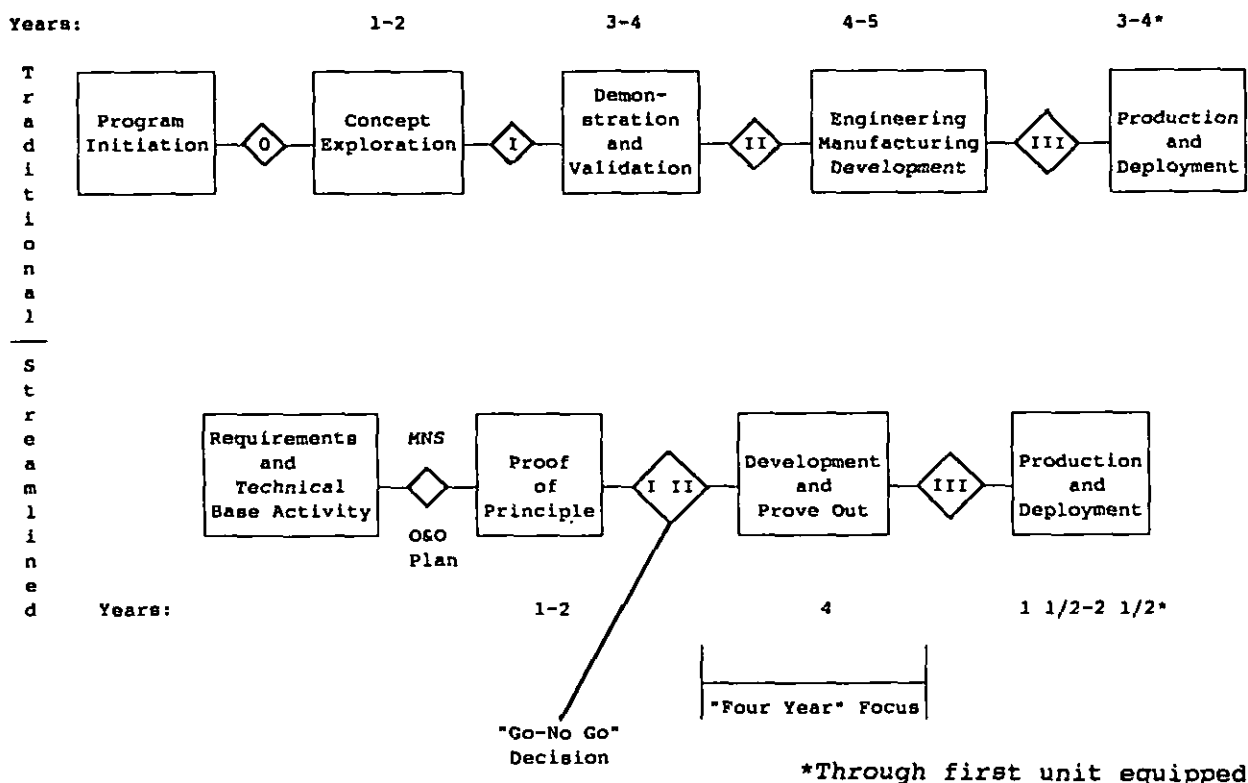 Years: 1-2 3-4 4-5 3-4*
Traditional
Program
Initiation
0
Concept
Exploration
I
Demon-
stration
and
Validation
II
Engineering
Manufacturing
Development
III
Production
and
Deployment
Streamlined
Requirements
and
Technical
Base Activity
MNS
O&O
Plan
Proof
of
Principle
I II
Development
and
Prove Out
III
Production
and
Deployment
Years: 1-2 4 1 1/2-2 1/2*
"Four Year" Focus
"Go-No Go"
Decision
*Through first unit equipped